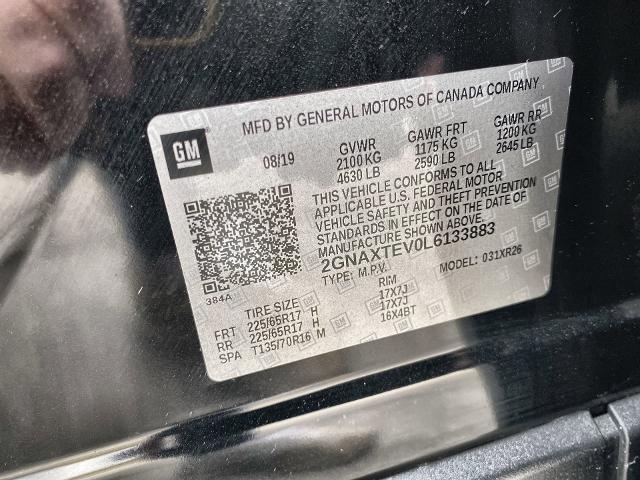 MFD BY GENERAL MOTORS OF CANADA COMPANY
GM
08/19
GVWR
2100 KG
4630 LB
GAWR FRT
1175 KG
2590 LB
GAWR RR
1200 KG
2645 LB
THIS VEHICLE CONFORMS TO ALL
APPLICABLE U.S. FEDERAL MOTOR
VEHICLE SAFETY AND THEFT PREVENTION
STANDARDS IN EFFECT ON THE DATE OF
MANUFACTURE SHOWN ABOVE.
2GNAXTEV0L6133883
TYPE: M.P.V. MODEL: 031XR26
384A
TIRE SIZE RIM
FRT 225/65R17 H 17X7J
RR 225/65R17 H 17X7J
SPA T135/70R16 M 16X4BT